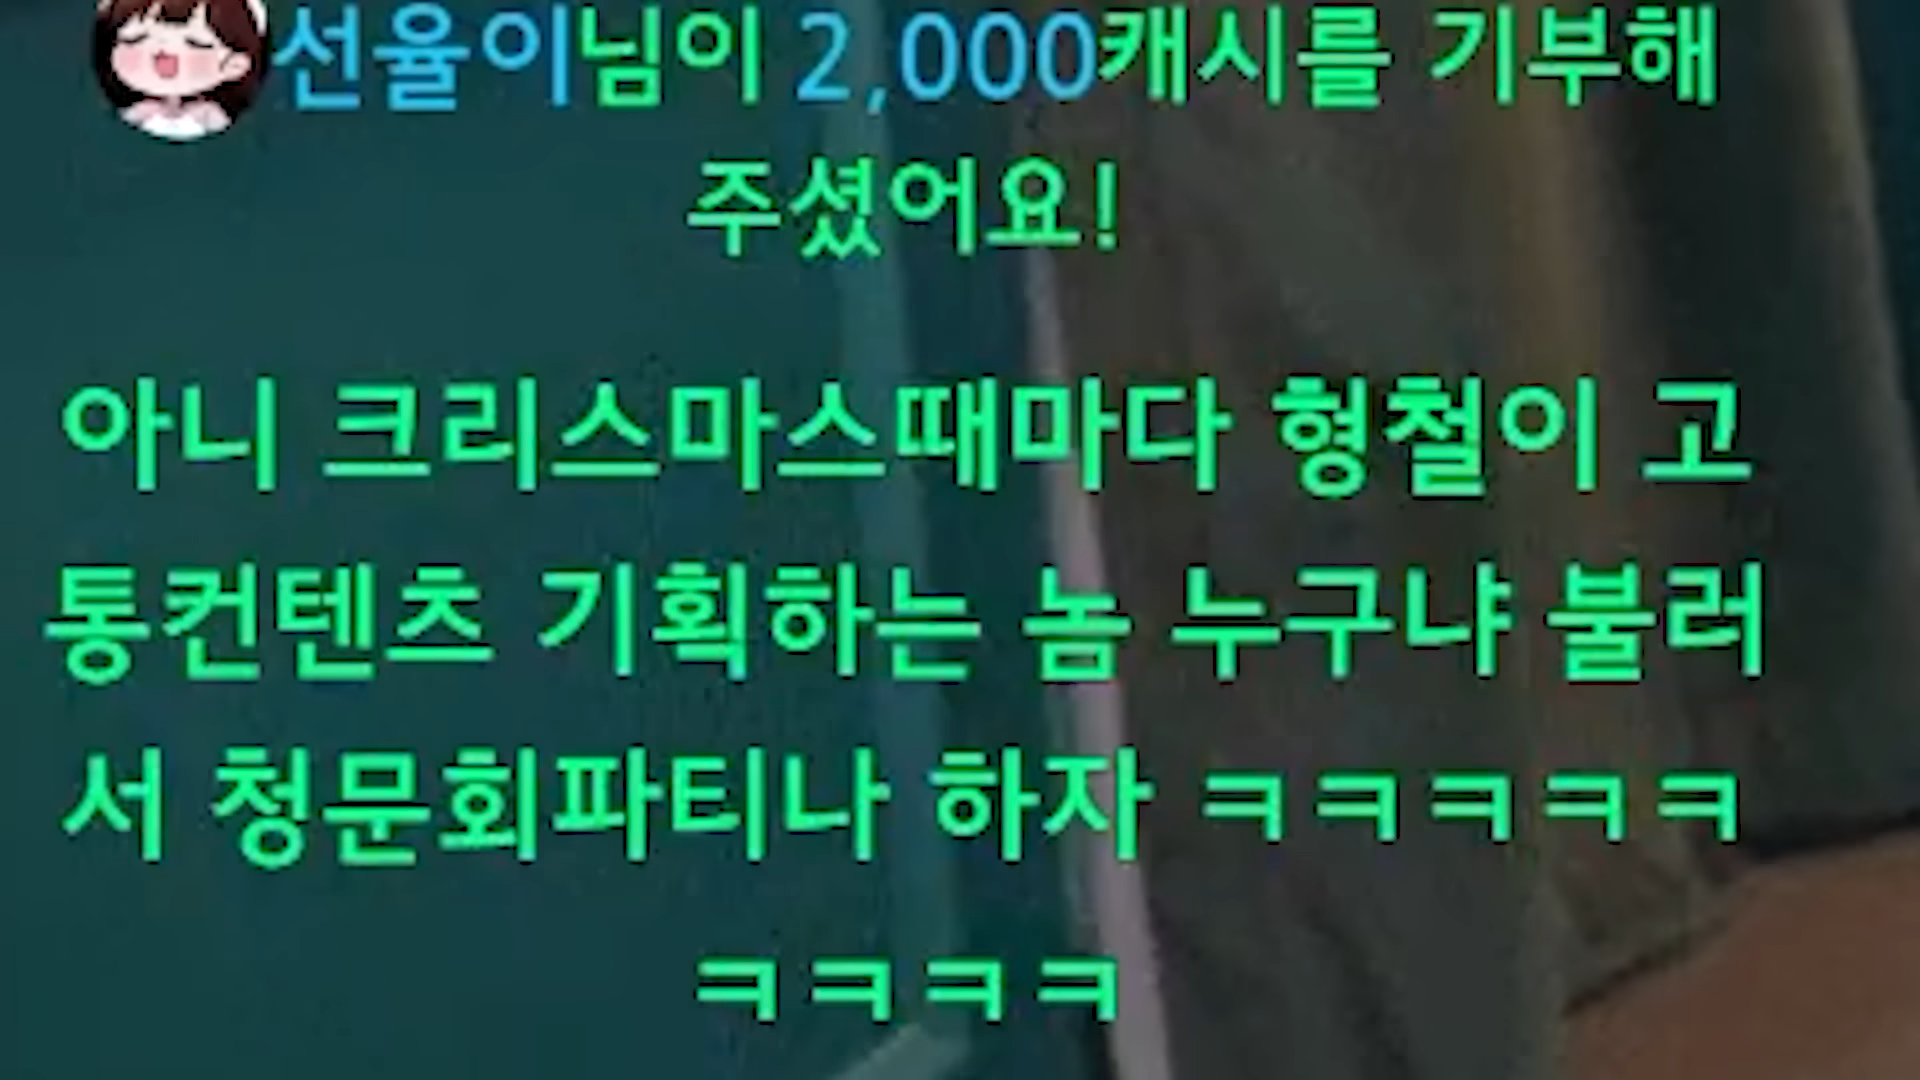 선율이님이 2,000캐시를 기부해
주셨어요!
아니 크리스마스때마다 형철이 고
통컨텐츠 기획하는 놈 누구냐 불러
서 청문회파티나 하자 ㅋㅋㅋㅋㅋ
ㅋㅋㅋㅋ